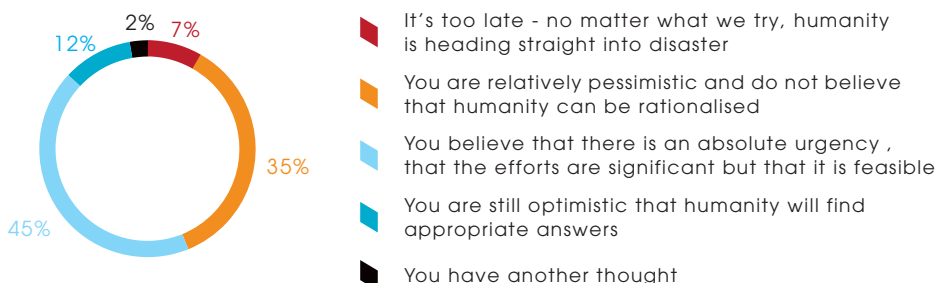 2%
7%
12%
35%
45%
It's too late - no matter what we try, humanity
is heading straight into disaster
You are relatively pessimistic and do not believe
that humanity can be rationalised
You believe that there is an absolute urgency ,
that the efforts are significant but that it is feasible
You are still optimistic that humanity will find
appropriate answers
You have another thought